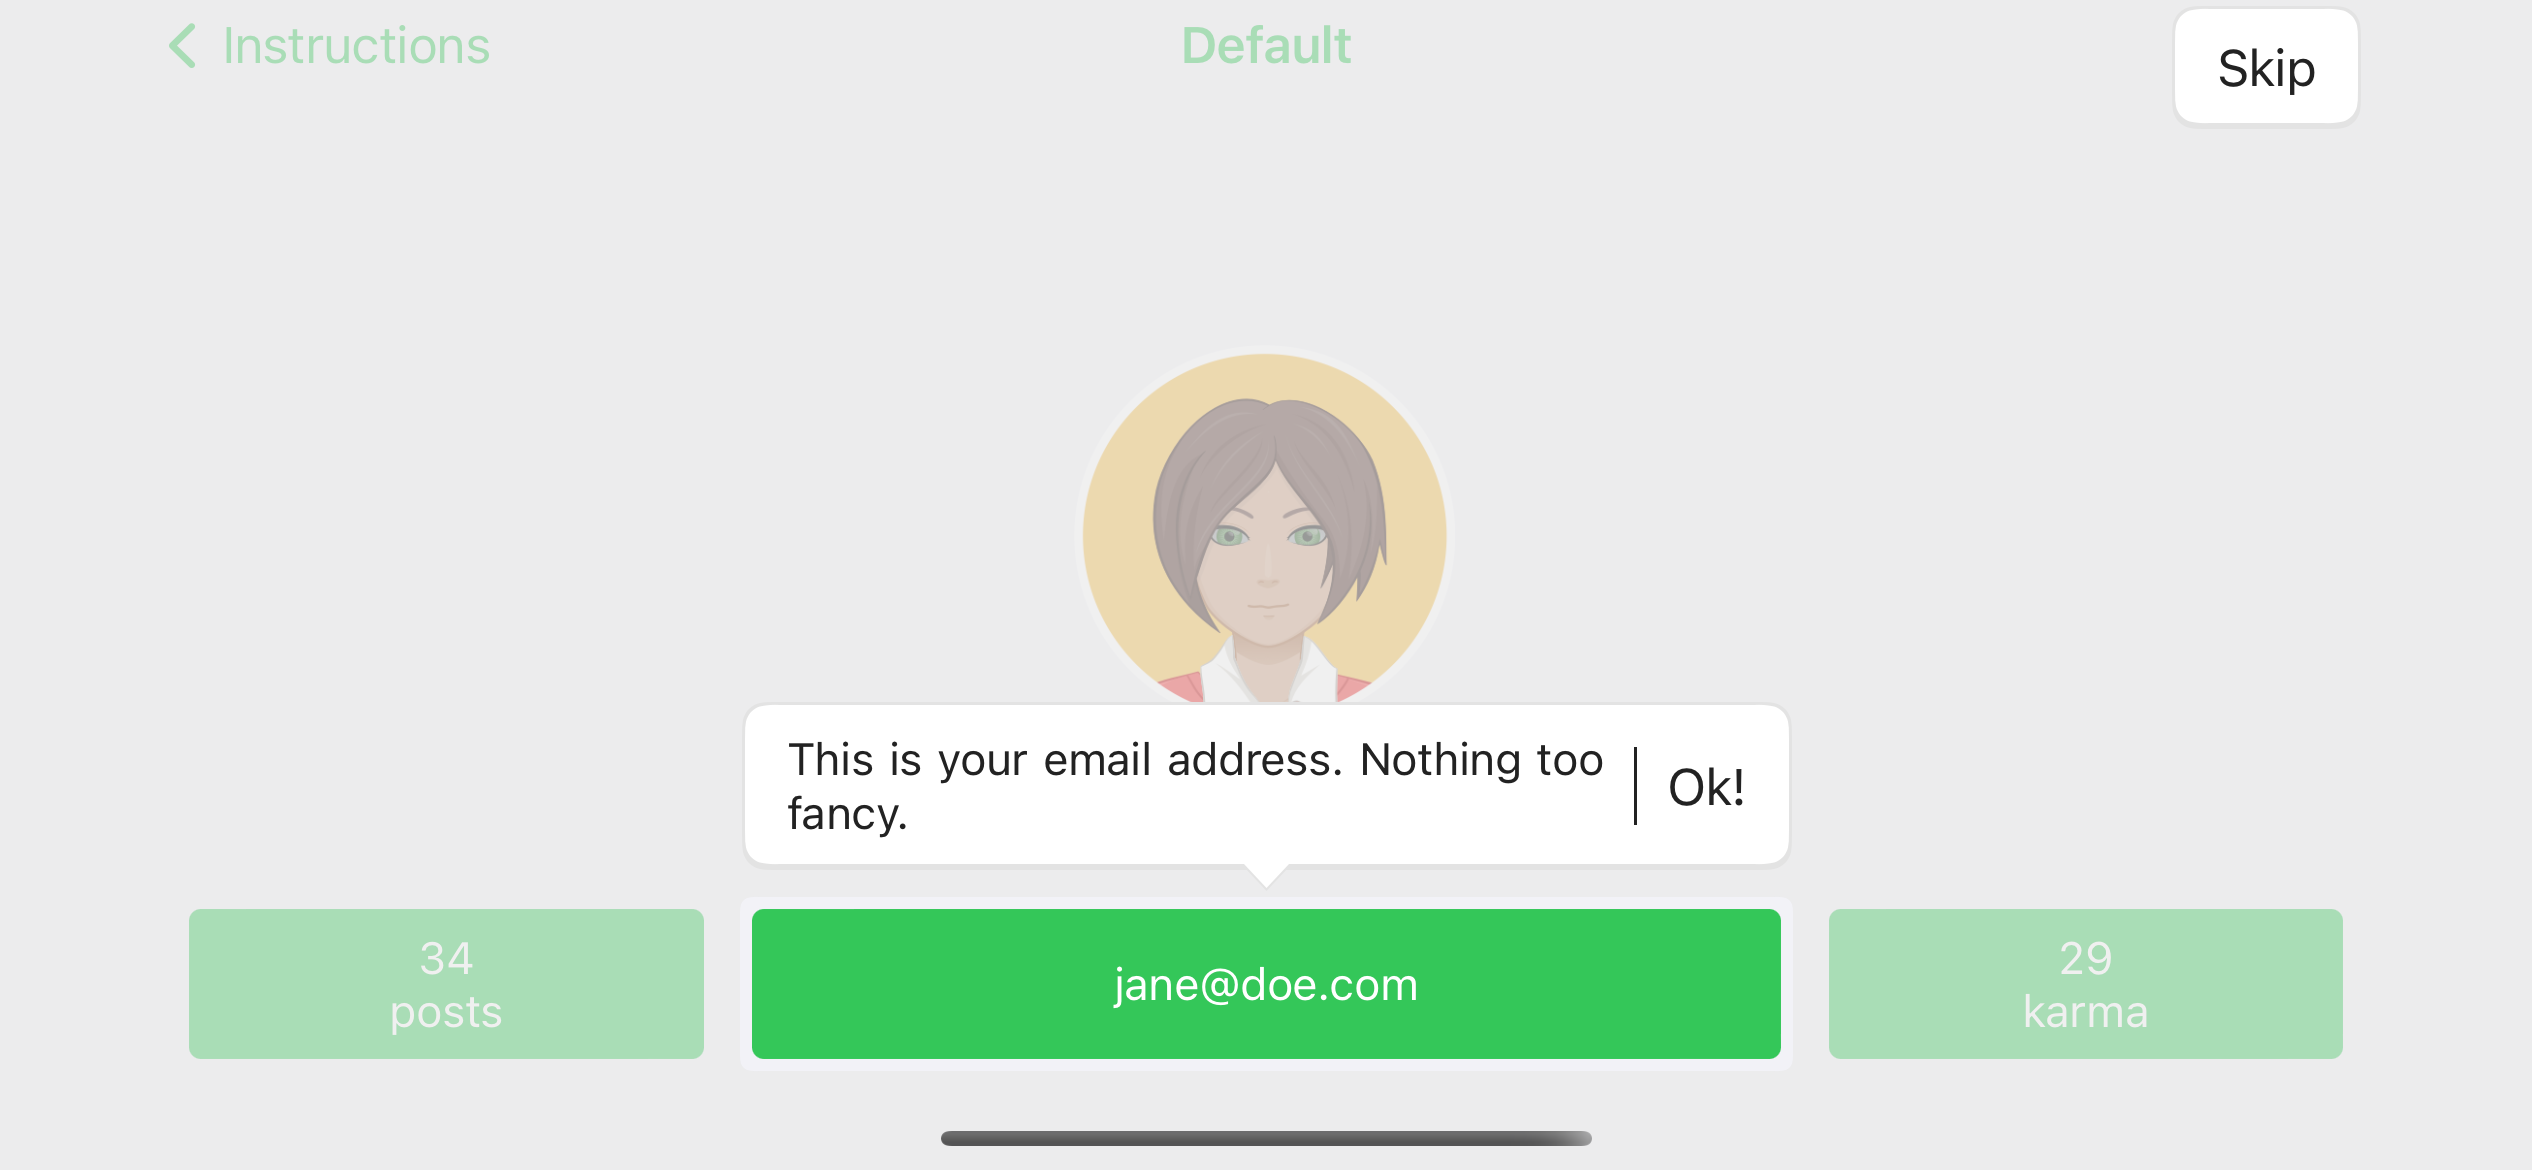 Instructions
Default
Skip
This is your email address. Nothing too
fancy.
Ok!
34
posts
jane@doe.com
29
karma